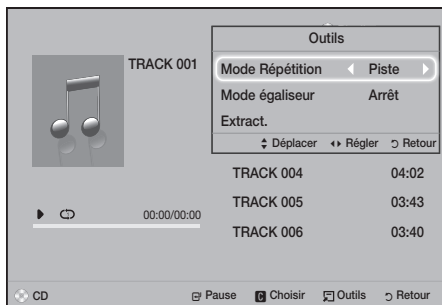 Outils
TRACK 001
Mode Répétition Piste
Mode égaliseur Arrêt
Extract.
Déplacer Régler Retour
TRACK 004 04:02
00:00/00:00
TRACK 005 03:43
TRACK 006 03:40
CD Pause C Choisir Outils Retour